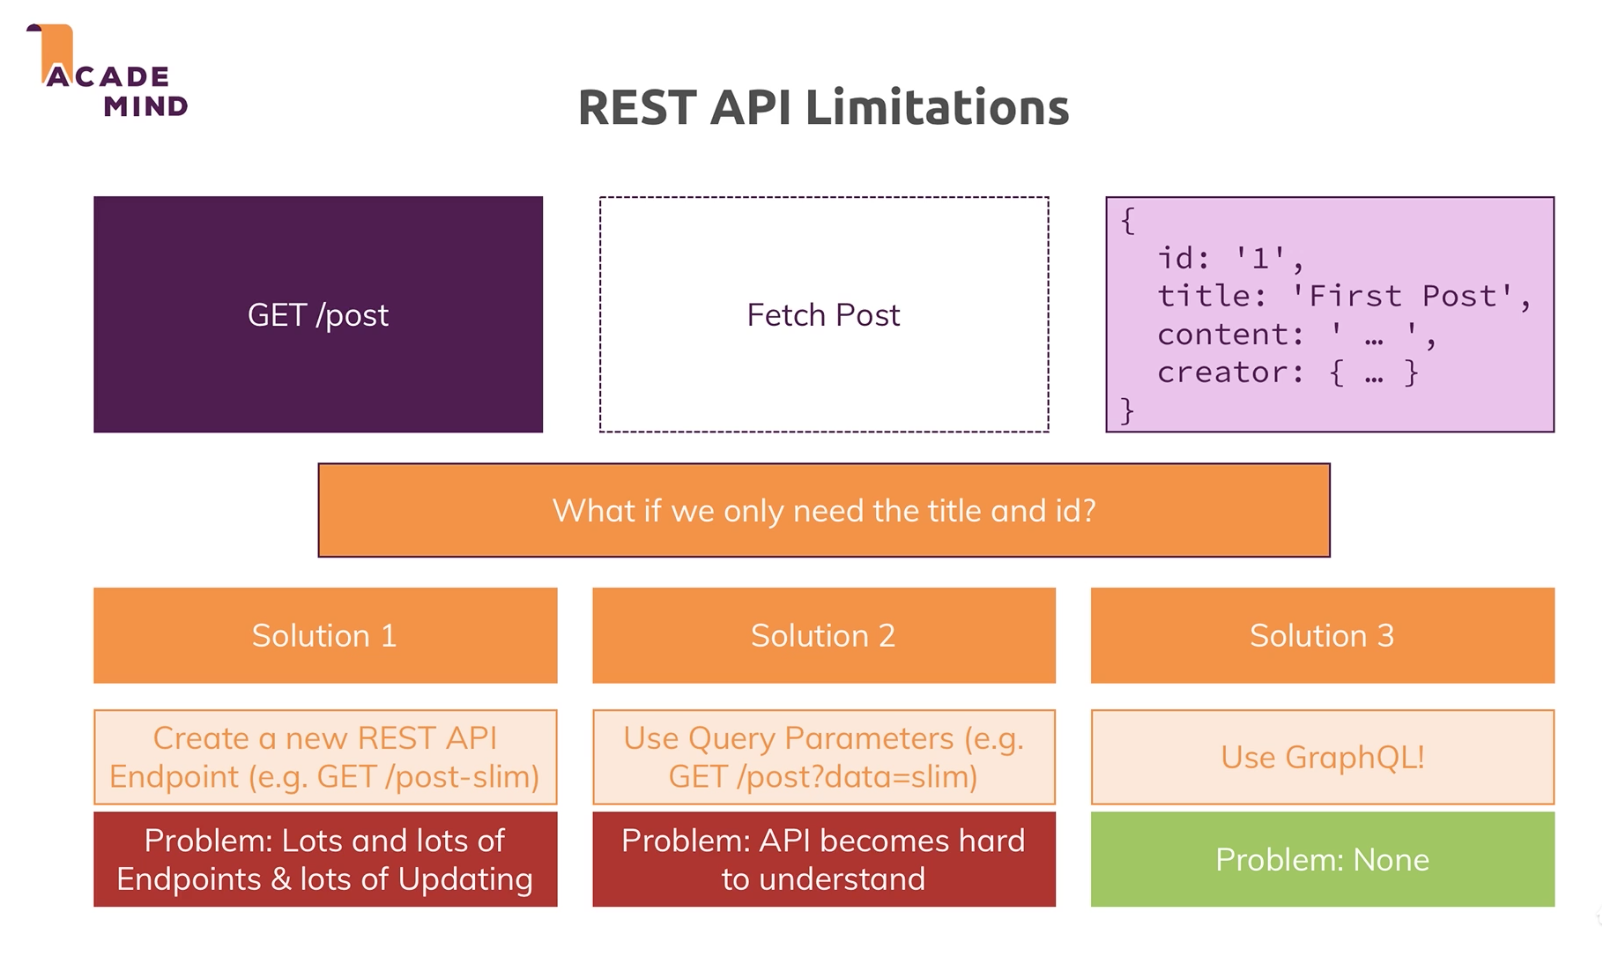 ACADE
MIND
REST API Limitations
GET /post
Fetch Post
{
id: '1',
title: 'First Post',
content: ' … ',
creator: { … }
}
What if we only need the title and id?
Solution 1
Solution 2
Solution 3
Create a new REST API
Endpoint (e.g. GET /post-slim)
Use Query Parameters (e.g.
GET /post?data=slim)
Use GraphQL!
Problem: Lots and lots of
Endpoints & lots of Updating
Problem: API becomes hard
to understand
Problem: None